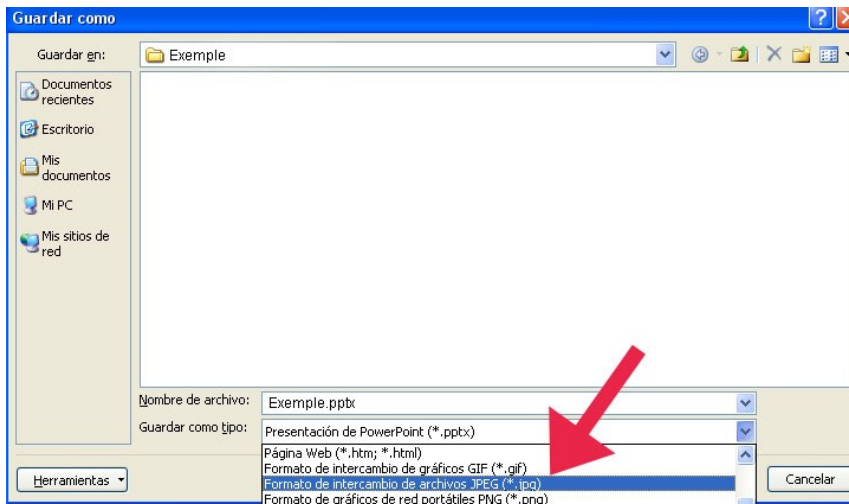 Guardar como
Guardar en:
Exemple
Documentos
recientes
Escritorio
Mis
documentos
Mi PC
Mis sitios de
red
Nombre de archivo:
Exemple.pptx
Guardar como tipo:
Presentación de PowerPoint (*.pptx)
Página Web (*.htm; *.html)
Formato de intercambio de gráficos GIF (*.gif)
Formato de intercambio de archivos JPEG (*.jpg)
Formato de gráficos de red portátiles PNG (*.png)
Herramientas
Cancelar